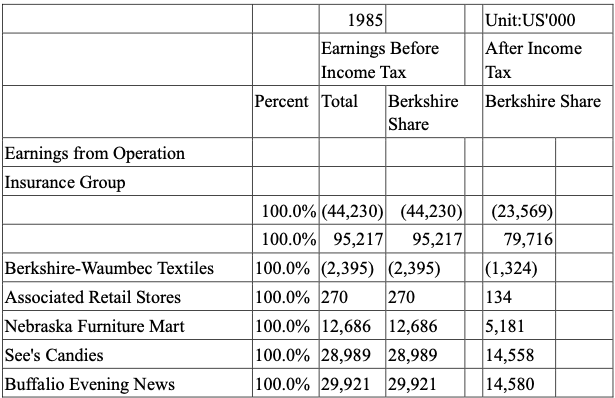 1985 Unit:US'000
Earnings Before After Income
Income Tax Tax
Percent Total Berkshire Berkshire Share
Share
Earnings from Operation
Insurance Group
100.0% (44,230) (44,230) (23,569)
100.0% 95,217 95,217 79,716
Berkshire-Waumbec Textiles 100.0% (2,395) (2,395) (1,324)
Associated Retail Stores 100.0% 270 270 134
Nebraska Furniture Mart 100.0% 12,686 12,686 5,181
See's Candies 100.0% 28,989 28,989 14,558
Buffalio Evening News 100.0% 29,921 29,921 14,580